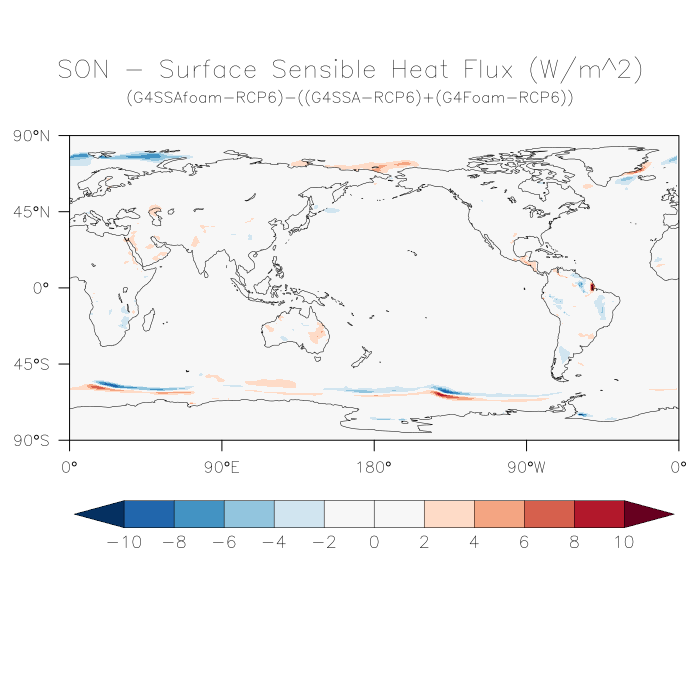 SON − Surface Sensible Heat Flux (W/m^2)
(G4SSAfoam−RCP6)−((G4SSA−RCP6)+(G4Foam−RCP6))
90°N
45°N
0°
45°S
90°S
0° 90°E 180° 90°W 0°
−10 −8 −6 −4 −2 0 2 4 6 8 10